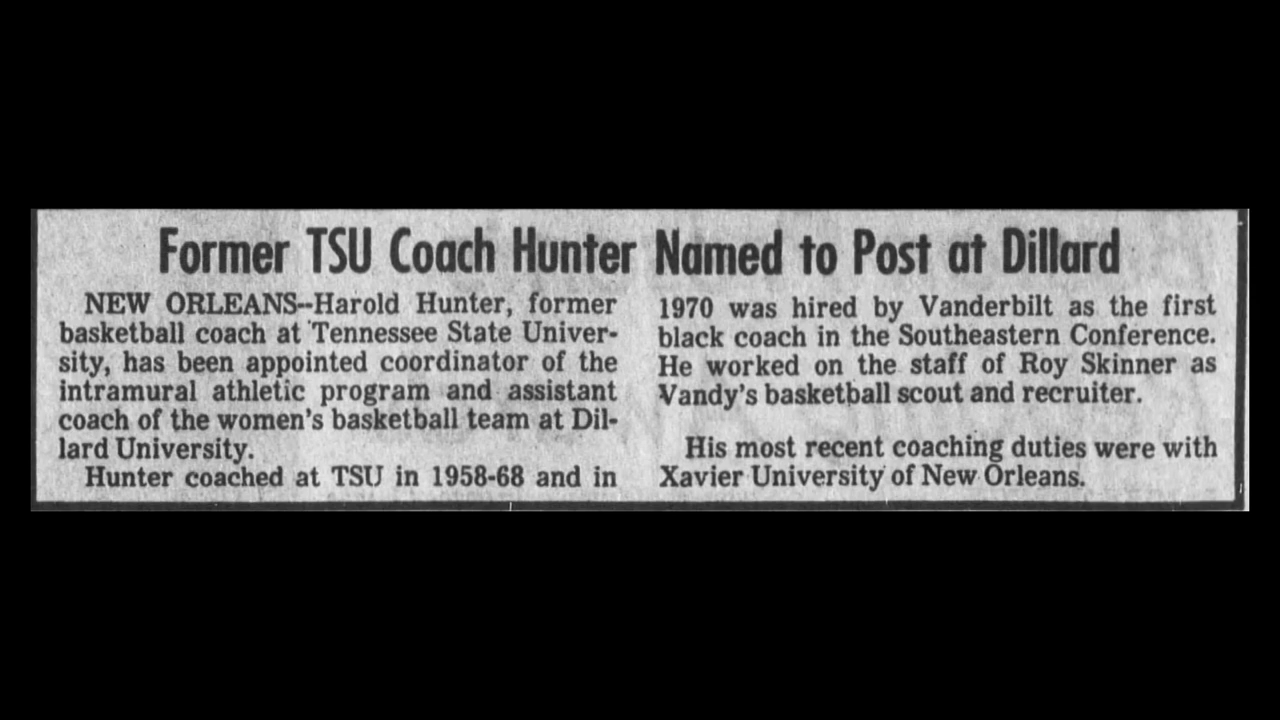 Former TSU Coach Hunter Named to Post at Dillard
NEW ORLEANS--Harold Hunter, former
basketball coach at Tennessee State Univer-
sity, has been appointed coordinator of the
intramural athletic program and assistant
coach of the women's basketball team at Dil-
lard University.
Hunter coached at TSU in 1958-68 and in
1970 was hired by Vanderbilt as the first
black coach in the Southeastern Conference.
He worked on the staff of Roy Skinner as
Vandy's basketball scout and recruiter.
His most recent coaching duties were with
Xavier University of New Orleans.